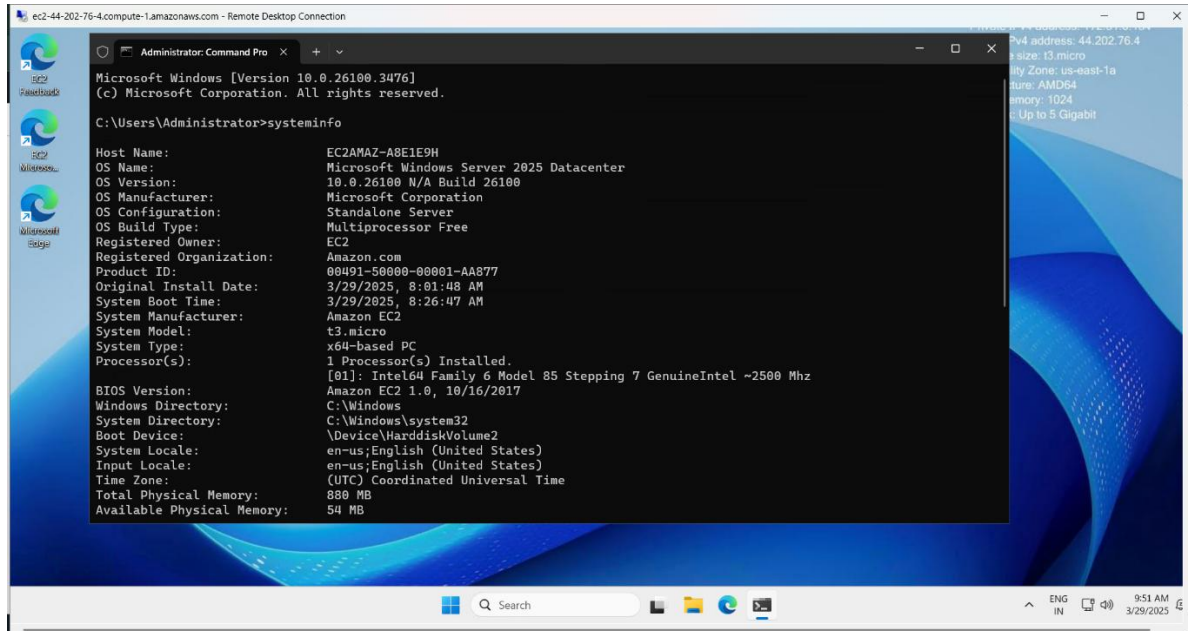 ec2-44-202-76-4.compute-1.amazonaws.com - Remote Desktop Connection
Pv4 address: 44.202.76.4
size: t3.micro
lity Zone: us-east-1a
ture: AMD64
emory: 1024
: Up to 5 Gigabit
EC2
Feedback
EC2
Microso...
Microsoft
Edge
Administrator: Command Pro
Microsoft Windows [Version 10.0.26100.3476]
(c) Microsoft Corporation. All rights reserved.
C:\Users\Administrator>systeminfo
Host Name: EC2AMAZ-A8E1E9H
OS Name: Microsoft Windows Server 2025 Datacenter
OS Version: 10.0.26100 N/A Build 26100
OS Manufacturer: Microsoft Corporation
OS Configuration: Standalone Server
OS Build Type: Multiprocessor Free
Registered Owner: EC2
Registered Organization: Amazon.com
Product ID: 00491-50000-00001-AA877
Original Install Date: 3/29/2025, 8:01:48 AM
System Boot Time: 3/29/2025, 8:26:47 AM
System Manufacturer: Amazon EC2
System Model: t3.micro
System Type: x64-based PC
Processor(s): 1 Processor(s) Installed.
[01]: Intel64 Family 6 Model 85 Stepping 7 GenuineIntel ~2500 Mhz
BIOS Version: Amazon EC2 1.0, 10/16/2017
Windows Directory: C:\Windows
System Directory: C:\Windows\system32
Boot Device: \Device\HarddiskVolume2
System Locale: en-us;English (United States)
Input Locale: en-us;English (United States)
Time Zone: (UTC) Coordinated Universal Time
Total Physical Memory: 880 MB
Available Physical Memory: 54 MB
Search
ENG
IN
9:51 AM
3/29/2025